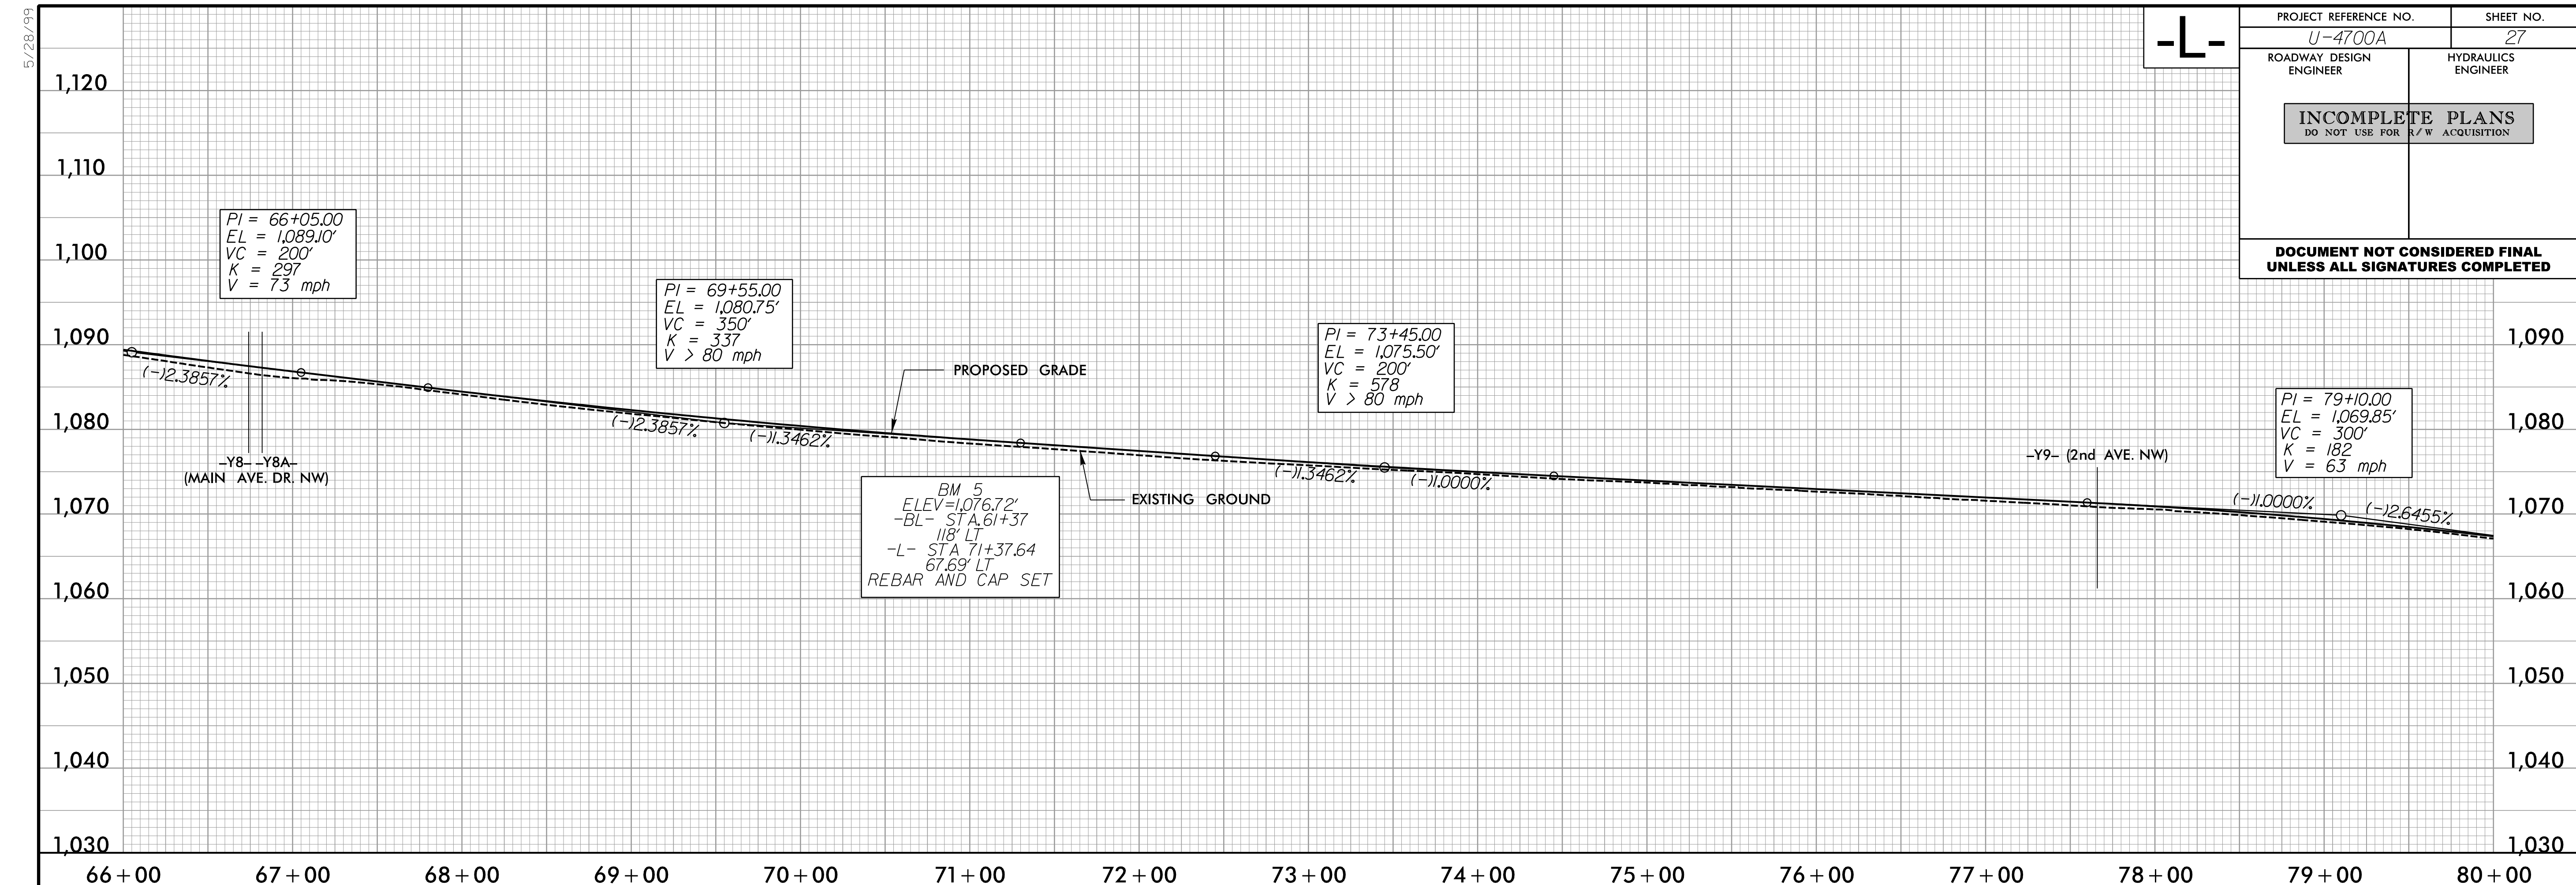 5/28/99
-L-
PROJECT REFERENCE NO.
SHEET NO.
U-4700A
27
ROADWAY DESIGN
ENGINEER
HYDRAULICS
ENGINEER
INCOMPLETE PLANS
DO NOT USE FOR R/W ACQUISITION
DOCUMENT NOT CONSIDERED FINAL
UNLESS ALL SIGNATURES COMPLETED
1,120
1,110
1,100
1,090
1,080
1,070
1,060
1,050
1,040
1,030
PI = 66+05.00
EL = 1,089.10'
VC = 200'
K = 297
V = 73 mph
PI = 69+55.00
EL = 1,080.75'
VC = 350'
K = 337
V > 80 mph
PI = 73+45.00
EL = 1,075.50'
VC = 200'
K = 578
V > 80 mph
PI = 79+10.00
EL = 1,069.85'
VC = 300'
K = 182
V = 63 mph
(-)2.3857%
(-)2.3857%
(-)1.3462%
(-)1.3462%
(-)1.0000%
(-)1.0000%
(-)2.6455%
PROPOSED GRADE
EXISTING GROUND
-Y8- -Y8A-
(MAIN AVE. DR. NW)
-Y9- (2nd AVE. NW)
BM 5
ELEV=1,076.72'
-BL- STA.61+37
118' LT
-L- STA 71+37.64
67.69' LT
REBAR AND CAP SET
1,090
1,080
1,070
1,060
1,050
1,040
1,030
66+00 67+00 68+00 69+00 70+00 71+00 72+00 73+00 74+00 75+00 76+00 77+00 78+00 79+00 80+00